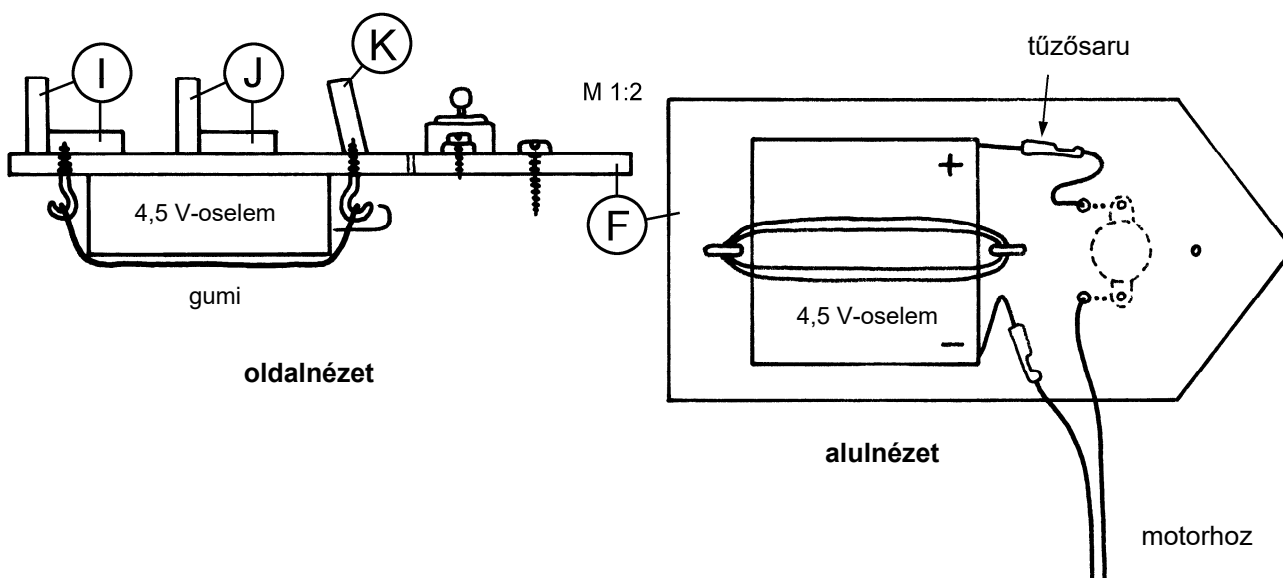 I
J
K
M 1:2
tűzősaru
+
4,5 V-oselem
F
gumi
4,5 V-oselem
−
oldalnézet
alulnézet
motorhoz